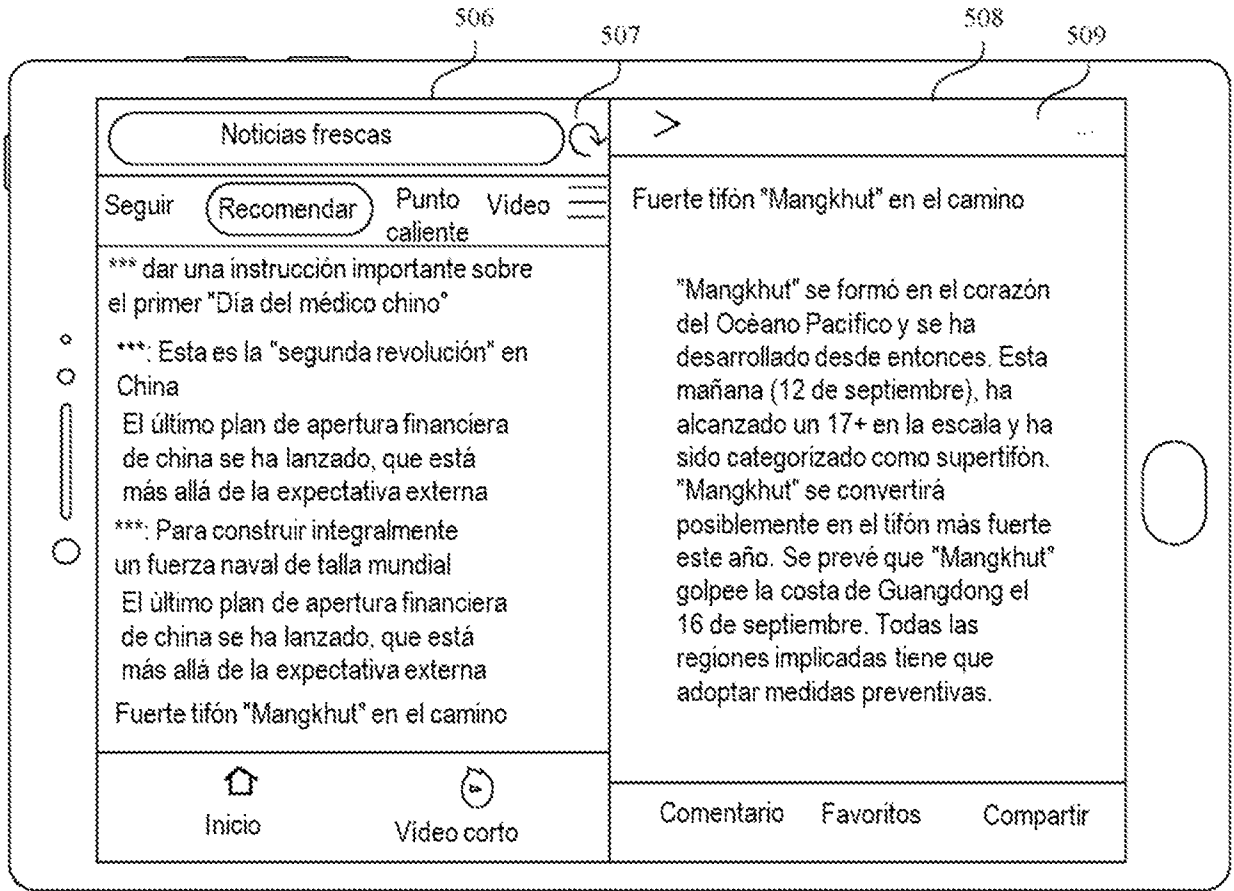 506
507
508
509
Noticias frescas
Seguir
Recomendar
Punto
caliente
Video
*** dar una instrucción importante sobre
el primer "Día del médico chino"
***: Esta es la "segunda revolución" en
China
El último plan de apertura financiera
de china se ha lanzado, que está
más allá de la expectativa externa
***: Para construir integralmente
un fuerza naval de talla mundial
El último plan de apertura financiera
de china se ha lanzado, que está
más allá de la expectativa externa
Fuerte tifón "Mangkhut" en el camino
Inicio
Vídeo corto
>
...
Fuerte tifón "Mangkhut" en el camino
"Mangkhut" se formó en el corazón
del Océano Pacifico y se ha
desarrollado desde entonces. Esta
mañana (12 de septiembre), ha
alcanzado un 17+ en la escala y ha
sido categorizado como supertifón.
"Mangkhut" se convertirá
posiblemente en el tifón más fuerte
este año. Se prevé que "Mangkhut"
golpee la costa de Guangdong el
16 de septiembre. Todas las
regiones implicadas tiene que
adoptar medidas preventivas.
Comentario
Favoritos
Compartir